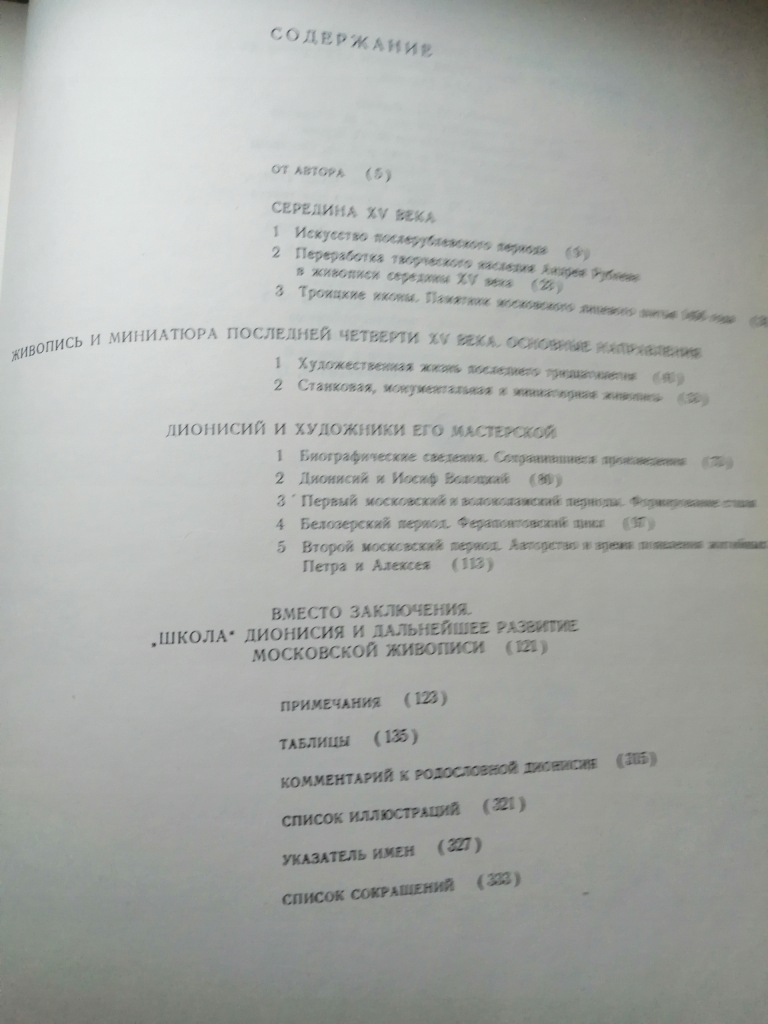 СОДЕРЖАНИЕ
ОТ АВТОРА (5)
СЕРЕДИНА XV ВЕКА
1 Искусство послерублевского периода
2 Переработка творческого наследия Андрея Рублева
в живописи середины XV века (23)
3 Троицкие иконы. Памятник московского лицевого шитья
ЖИВОПИСЬ И МИНИАТЮРА ПОСЛЕДНЕЙ ЧЕТВЕРТИ XV ВЕКА. ОСНОВНЫЕ НАПРАВЛЕНИЯ
1 Художественная жизнь последнего тридцатилетия
2 Станковая, монументальная и миниатюрная живопись
ДИОНИСИЙ И ХУДОЖНИКИ ЕГО МАСТЕРСКОЙ
1 Биографические сведения. Сохранившиеся произведения
2 Дионисий и Иосиф Волоцкий (80)
3 Первый московский и волоколамский периоды. Формирование стиля
4 Белозерский период. Ферапонтовский цикл
5 Второй московский период. Авторство и время появления житийных
Петра и Алексея (113)
ВМЕСТО ЗАКЛЮЧЕНИЯ.
„ШКОЛА“ ДИОНИСИЯ И ДАЛЬНЕЙШЕЕ РАЗВИТИЕ
МОСКОВСКОЙ ЖИВОПИСИ (121)
ПРИМЕЧАНИЯ (123)
ТАБЛИЦЫ (135)
КОММЕНТАРИЙ К РОДОСЛОВНОЙ ДИОНИСИЯ
СПИСОК ИЛЛЮСТРАЦИЙ (321)
УКАЗАТЕЛЬ ИМЕН (327)
СПИСОК СОКРАЩЕНИЙ (333)